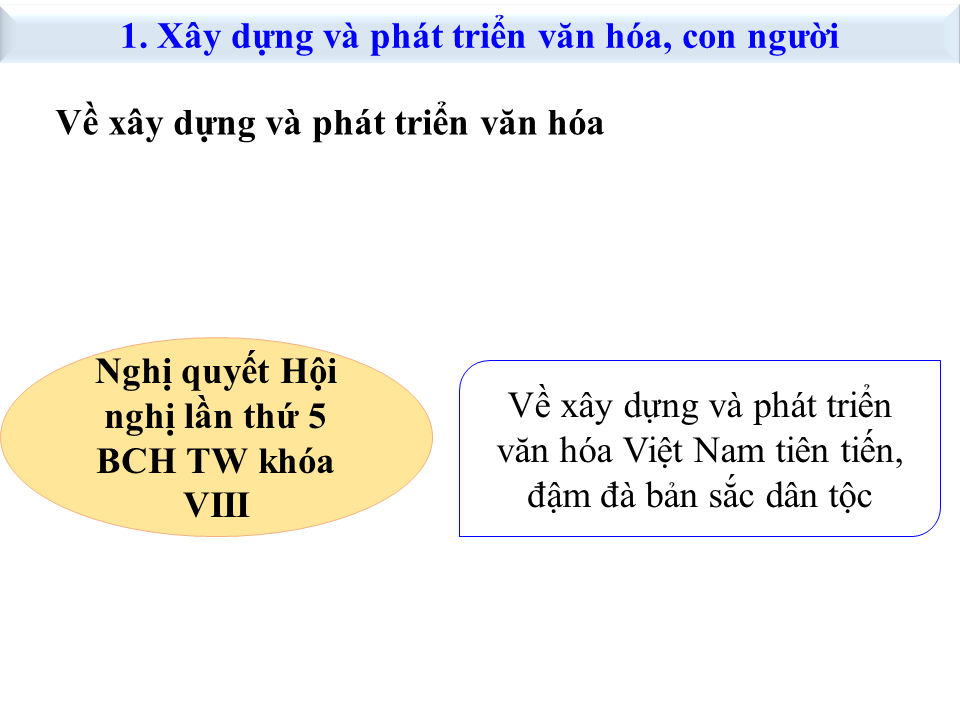 1. Xây dựng và phát triển văn hóa, con người
Về xây dựng và phát triển văn hóa
Nghị quyết Hội
nghị lần thứ 5
BCH TW khóa
VIII
Về xây dựng và phát triển
văn hóa Việt Nam tiên tiến,
đậm đà bản sắc dân tộc